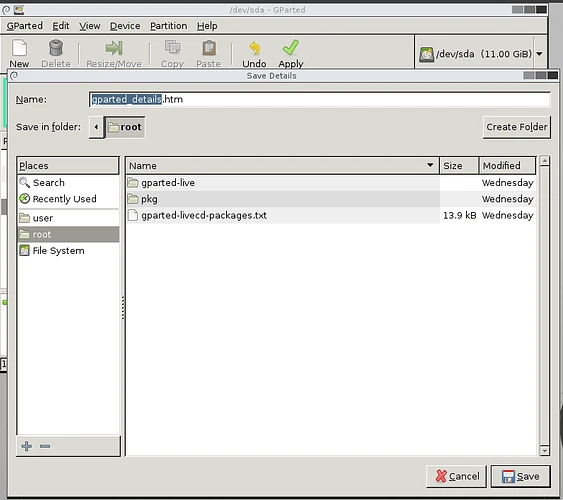 /dev/sda - GParted
GParted Edit View Device Partition Help
New Delete Resize/Move Copy Paste Undo Apply /dev/sda (11.00 GiB)
Save Details
Name: gparted_details.htm
Save in folder: root Create Folder
Places Name Size Modified
Search gparted-live Wednesday
Recently Used pkg Wednesday
user gparted-livecd-packages.txt 13.9 kB Wednesday
root
File System
Cancel Save